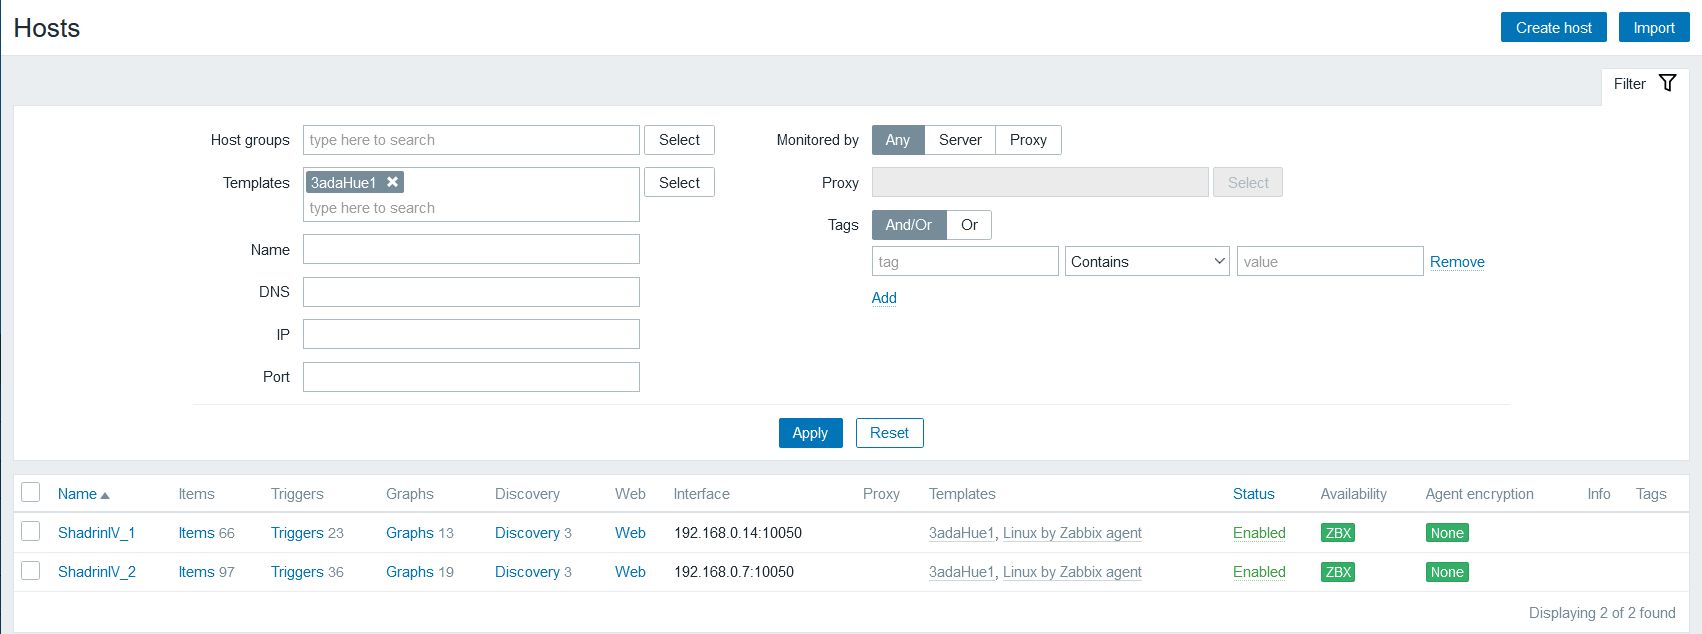 Hosts
Create host Import
Filter
Host groups type here to search Select Monitored by Any Server Proxy
Templates 3adaHue1 Select Proxy Select
type here to search
Tags And/Or Or
Name
tag Contains value Remove
DNS
Add
IP
Port
Apply Reset
Name Items Triggers Graphs Discovery Web Interface Proxy Templates Status Availability Agent encryption Info Tags
ShadrinIV_1 Items 66 Triggers 23 Graphs 13 Discovery 3 Web 192.168.0.14:10050 3adaHue1, Linux by Zabbix agent Enabled ZBX None
ShadrinIV_2 Items 97 Triggers 36 Graphs 19 Discovery 3 Web 192.168.0.7:10050 3adaHue1, Linux by Zabbix agent Enabled ZBX None
Displaying 2 of 2 found